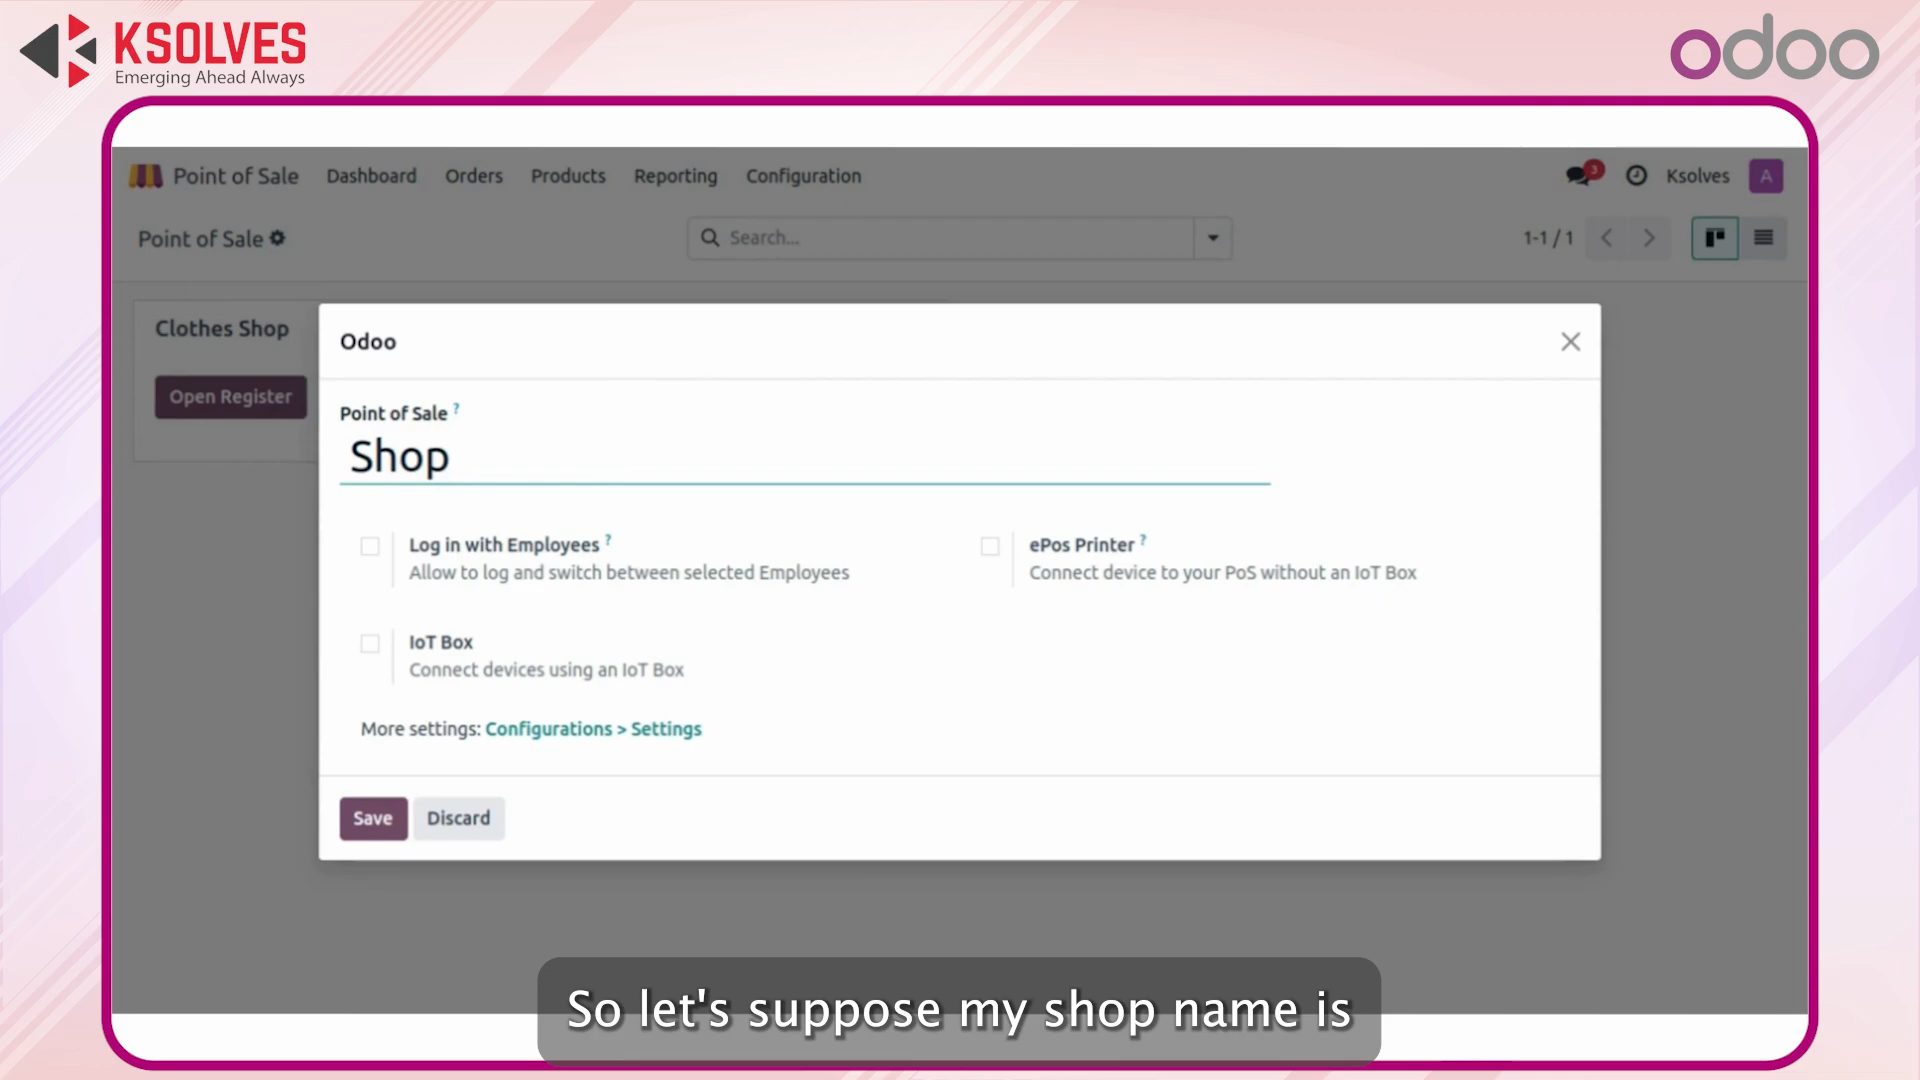 KSOLVES
Emerging Ahead Always
odoo
Point of Sale Dashboard Orders Products Reporting Configuration 3 Ksolves A
Point of Sale Search... 1-1 / 1
Clothes Shop
Open Register
Odoo
Point of Sale ?
Shop
Log in with Employees ? ePos Printer ?
Allow to log and switch between selected Employees Connect device to your PoS without an IoT Box
IoT Box
Connect devices using an IoT Box
More settings: Configurations > Settings
Save Discard
So let's suppose my shop name is